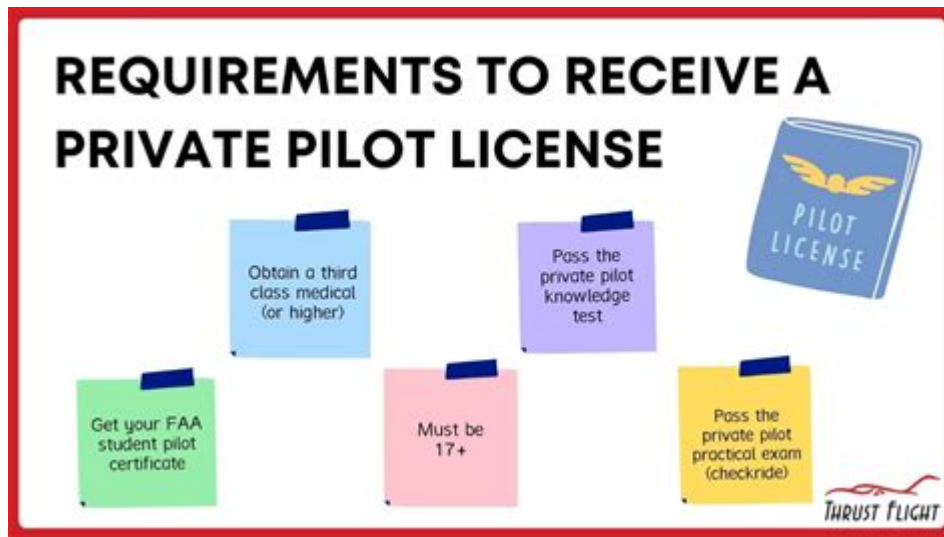 REQUIREMENTS TO RECEIVE A
PRIVATE PILOT LICENSE
PILOT
LICENSE
Obtain a third
class medical
(or higher)
Pass the
private pilot
knowledge
test
Get your FAA
student pilot
certificate
Must be
17+
Pass the
private pilot
practical exam
(checkride)
THRUST FLIGHT